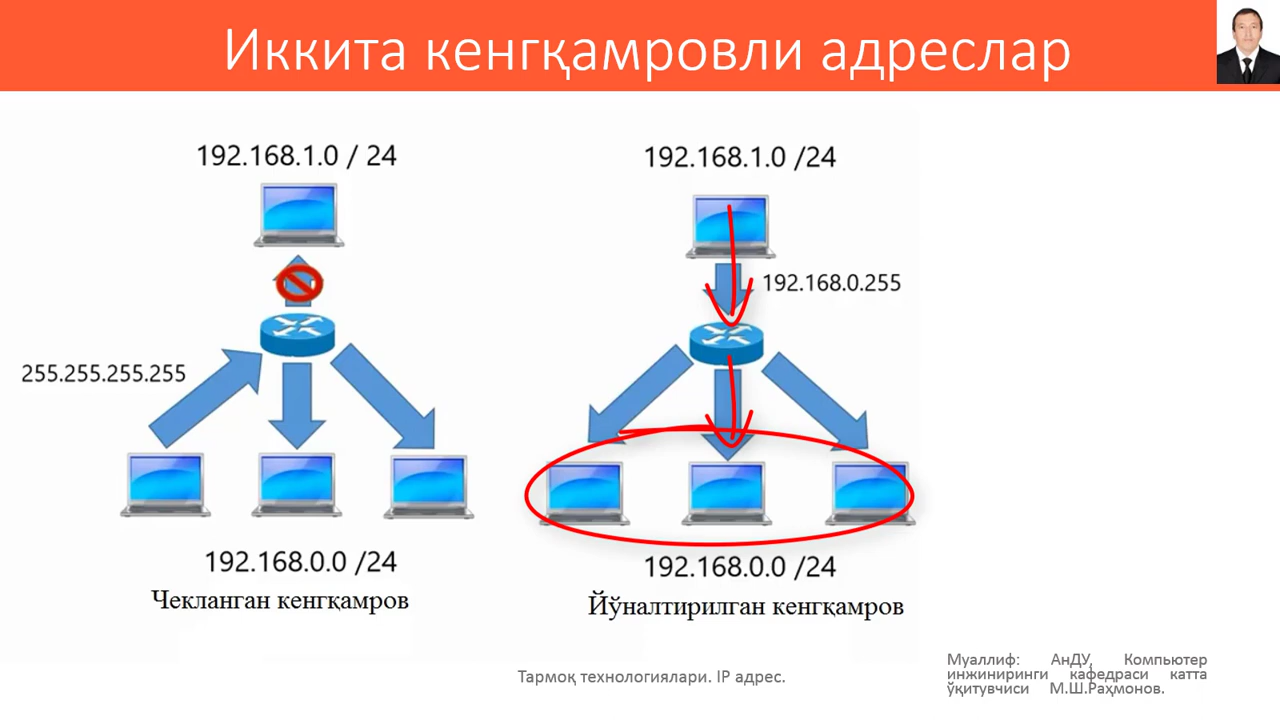 Иккита кенгқамровли адреслар
192.168.1.0 / 24
255.255.255.255
192.168.0.0 /24
Чекланган кенгқамров
192.168.1.0 /24
192.168.0.255
192.168.0.0 /24
Йўналтирилган кенгқамров
Тармоқ технологиялари. IP адрес.
Муаллиф: АнДУ, Компьютер
инжиниринги кафедраси катта
ўқитувчиси М.Ш.Раҳмонов.